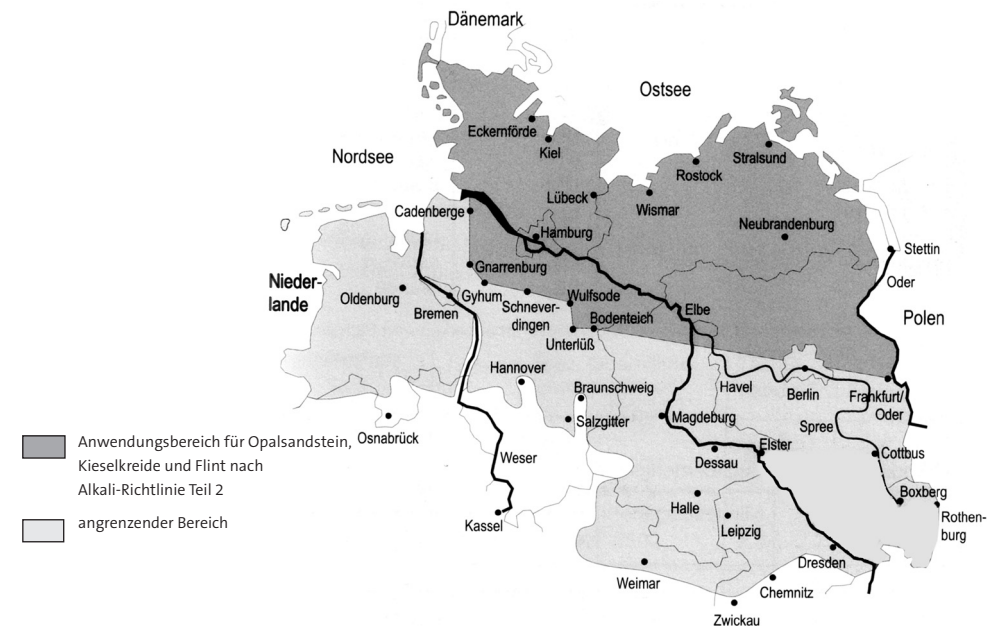 Dänemark
Ostsee
Nordsee
Eckernförde
Kiel
Stralsund
Rostock
Lübeck
Wismar
Cadenberge
Neubrandenburg
Hamburg
Stettin
Gnarrenburg
Nieder-
lande
Oder
Oldenburg
Gyhum
Wulfsode
Bremen
Schnever-
dingen
Elbe
Bodenteich
Polen
Unterlüß
Hannover
Braunschweig
Havel
Berlin
Frankfurt/
Oder
Salzgitter
Magdeburg
Spree
Osnabrück
Anwendungsbereich für Opalsandstein,
Kieselkreide und Flint nach
Alkali-Richtlinie Teil 2
Weser
Elster
Cottbus
Dessau
Boxberg
Halle
angrenzender Bereich
Kassel
Leipzig
Rothen-
burg
Dresden
Weimar
Chemnitz
Zwickau